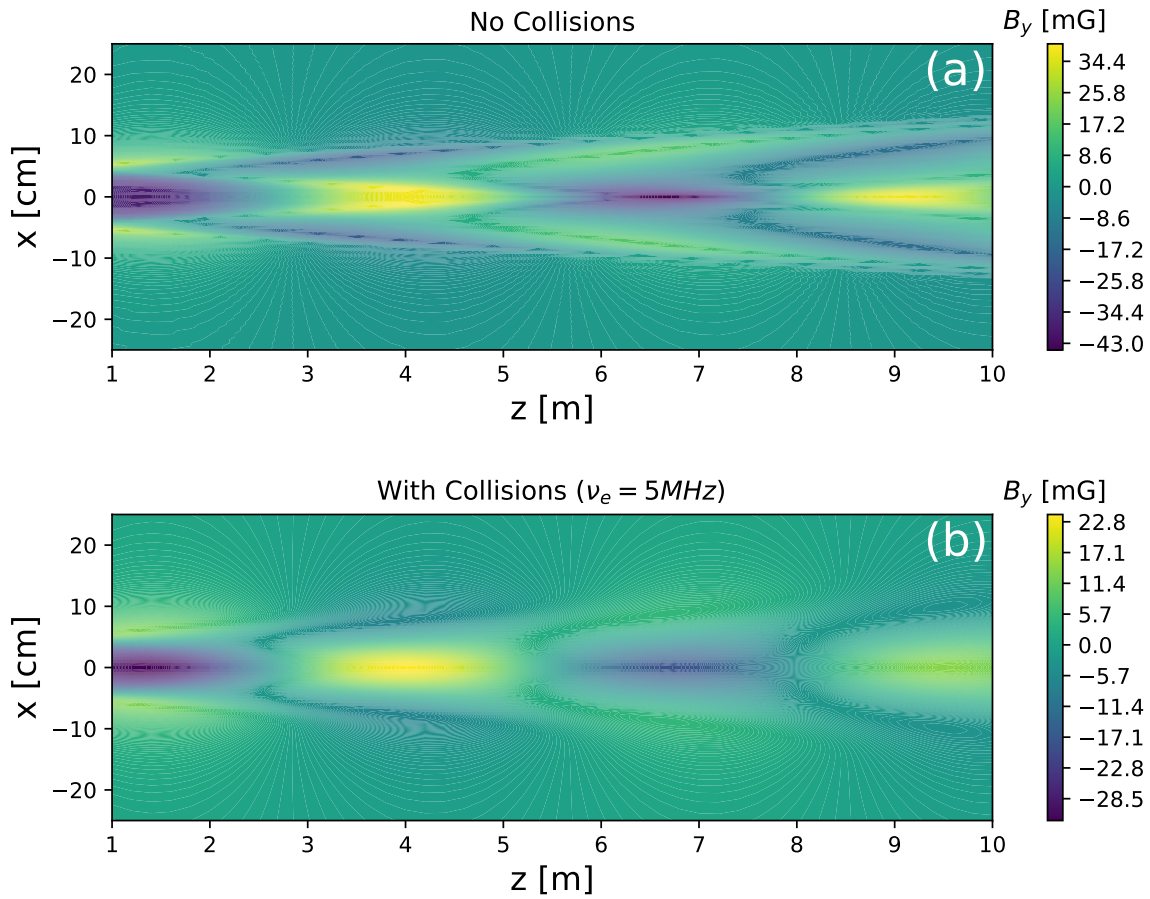 No Collisions
B_y [mG]
(a)
x [cm]
20
10
0
−10
−20
1 2 3 4 5 6 7 8 9 10
z [m]
34.4
25.8
17.2
8.6
0.0
−8.6
−17.2
−25.8
−34.4
−43.0
With Collisions (ν_e = 5MHz)
B_y [mG]
(b)
x [cm]
20
10
0
−10
−20
1 2 3 4 5 6 7 8 9 10
z [m]
22.8
17.1
11.4
5.7
0.0
−5.7
−11.4
−17.1
−22.8
−28.5